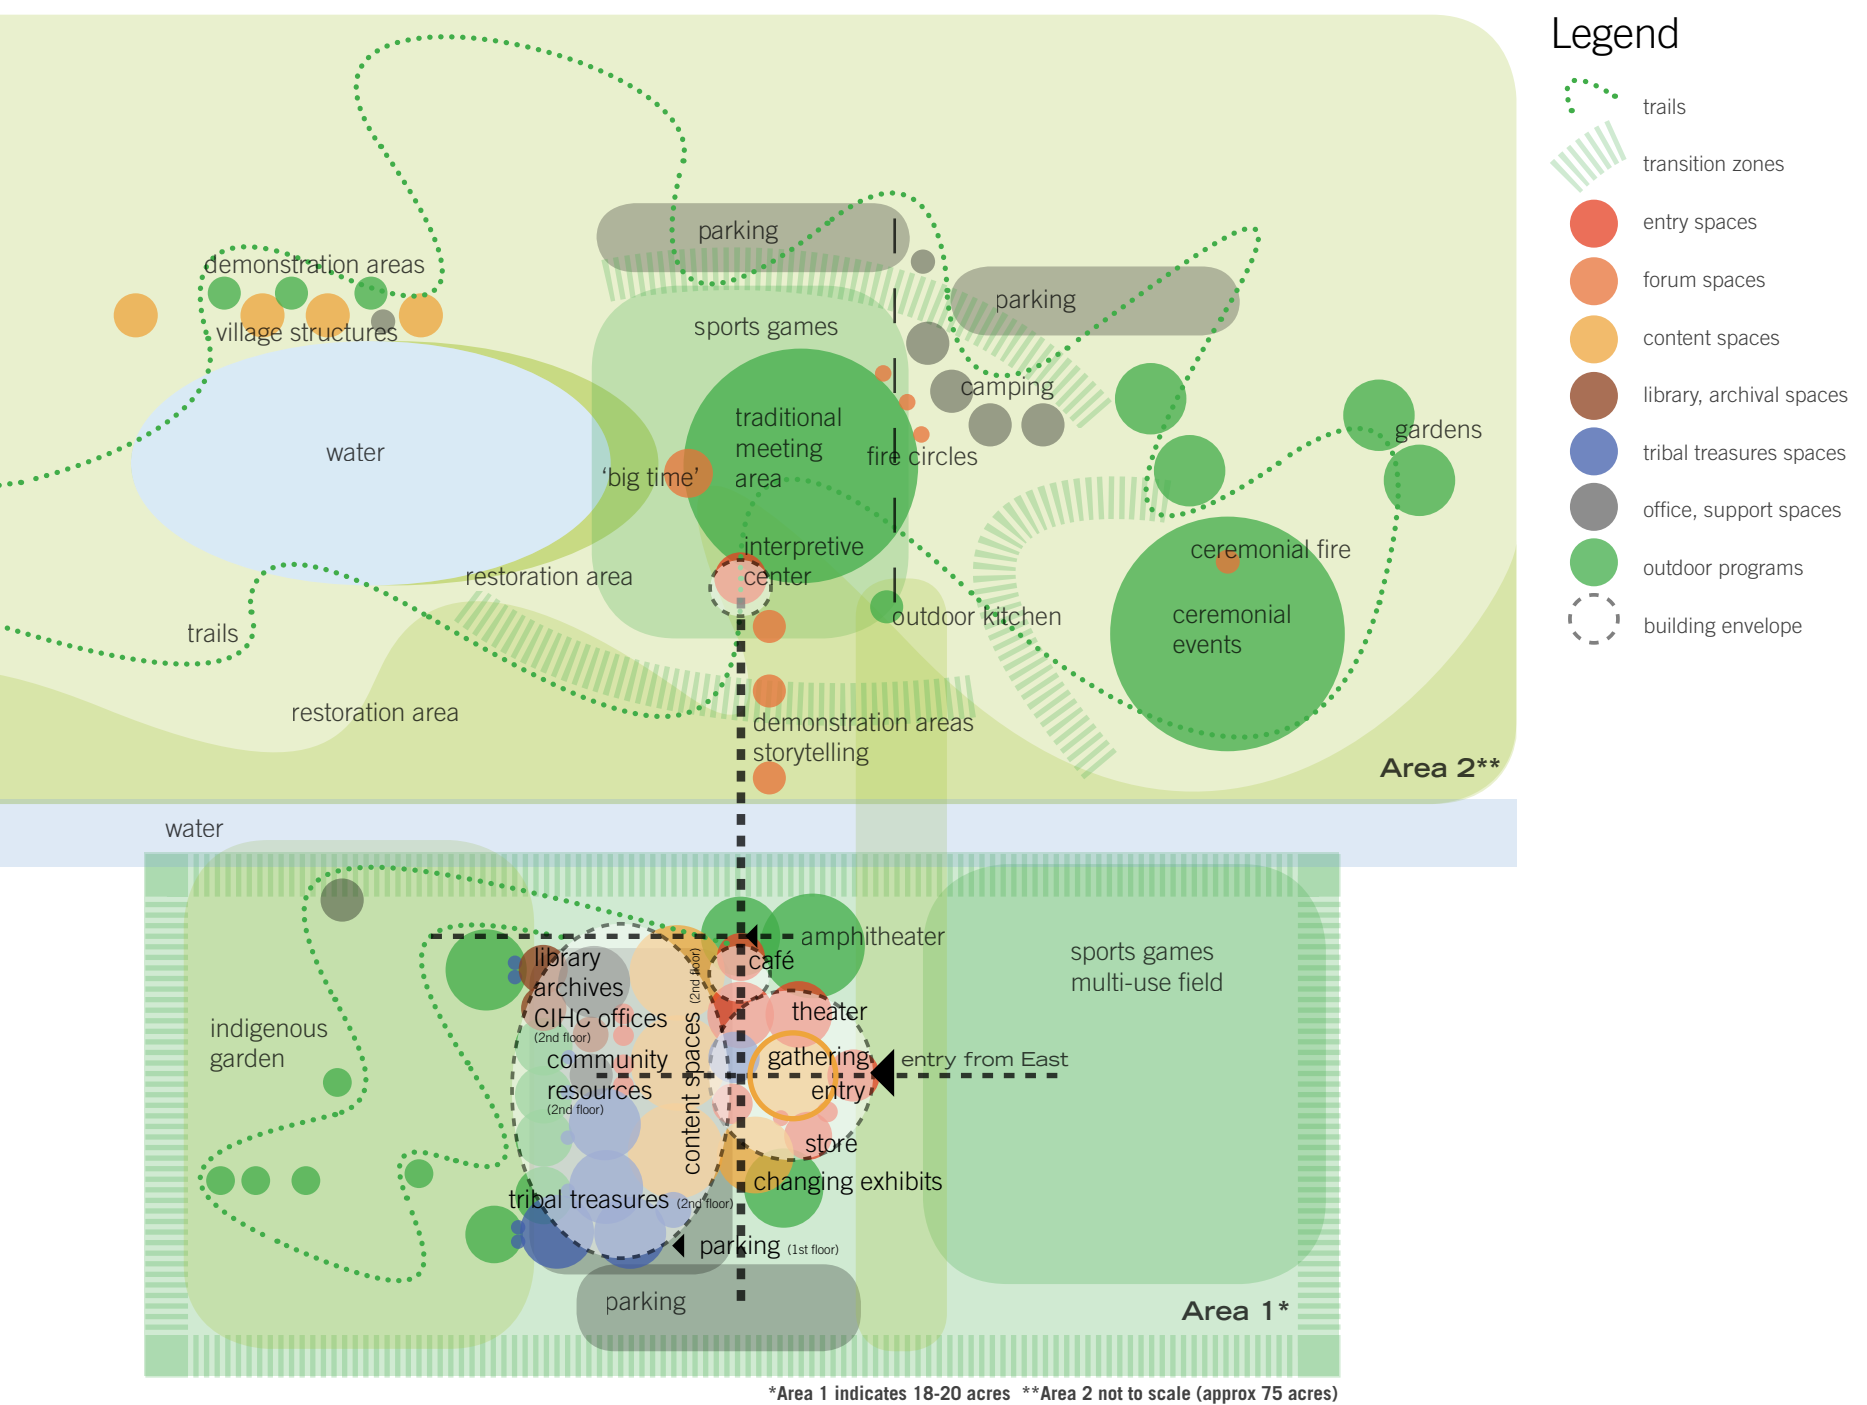 Legend
trails
transition zones
entry spaces
forum spaces
content spaces
library, archival spaces
tribal treasures spaces
office, support spaces
outdoor programs
building envelope
parking
demonstration areas
village structures
parking
sports games
camping
traditional
meeting
area
gardens
water
'big time'
fire circles
interpretive
center
restoration area
ceremonial fire
ceremonial
events
outdoor kitchen
trails
restoration area
demonstration areas
storytelling
Area 2**
water
amphitheater
library
archives
CIHC offices
(2nd floor)
community
resources
(2nd floor)
content spaces (2nd floor)
café
theater
gathering
entry
entry from East
store
changing exhibits
tribal treasures (2nd floor)
parking (1st floor)
parking
sports games
multi-use field
indigenous
garden
Area 1*
*Area 1 indicates 18-20 acres **Area 2 not to scale (approx 75 acres)